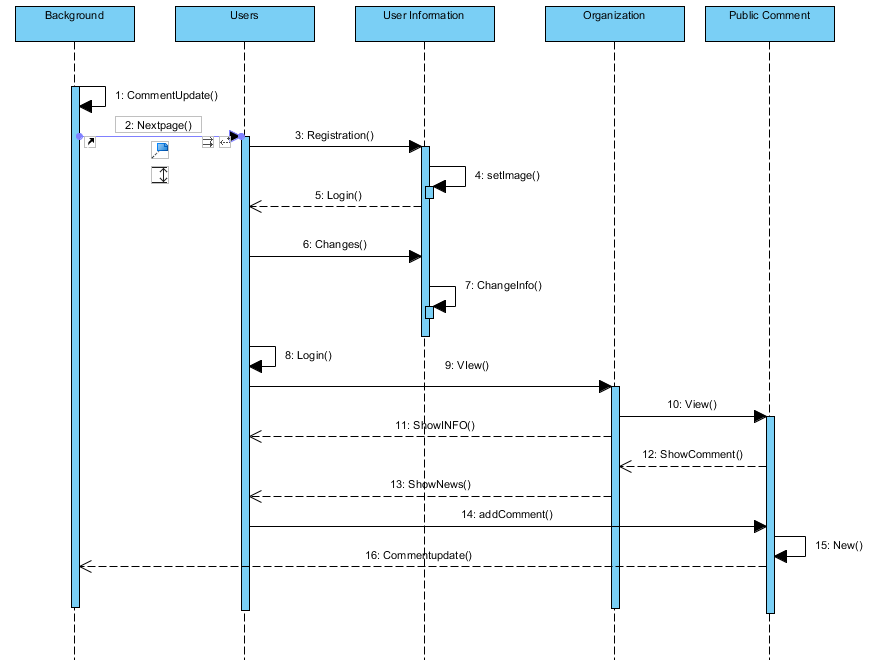 Background
Users
User Information
Organization
Public Comment
1: CommentUpdate()
2: Nextpage()
3: Registration()
4: setImage()
5: Login()
6: Changes()
7: ChangeInfo()
8: Login()
9: VIew()
10: View()
11: ShowINFO()
12: ShowComment()
13: ShowNews()
14: addComment()
15: New()
16: Commentupdate()